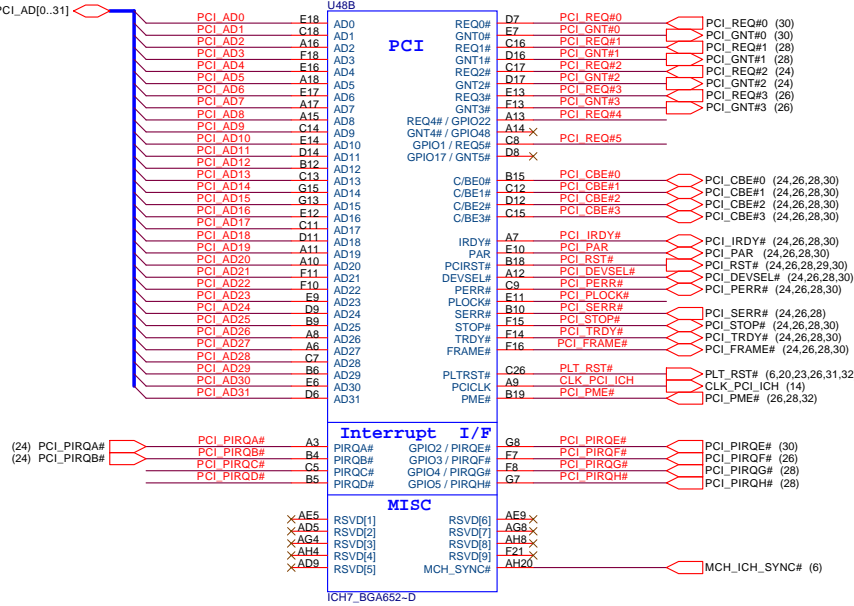 U48B
PCI_AD[0..31]
PCI
PCI_AD0 E18 AD0 REQ0# D7 PCI_REQ#0 PCI_REQ#0 (30)
PCI_AD1 C18 AD1 GNT0# E7 PCI_GNT#0 PCI_GNT#0 (30)
PCI_AD2 A16 AD2 REQ1# C16 PCI_REQ#1 PCI_REQ#1 (28)
PCI_AD3 F18 AD3 GNT1# D16 PCI_GNT#1 PCI_GNT#1 (28)
PCI_AD4 E16 AD4 REQ2# C17 PCI_REQ#2 PCI_REQ#2 (24)
PCI_AD5 A18 AD5 GNT2# D17 PCI_GNT#2 PCI_GNT#2 (24)
PCI_AD6 E17 AD6 REQ3# E13 PCI_REQ#3 PCI_REQ#3 (26)
PCI_AD7 A17 AD7 GNT3# F13 PCI_GNT#3 PCI_GNT#3 (26)
PCI_AD8 A15 AD8 REQ4# / GPIO22 A13 PCI_REQ#4
PCI_AD9 C14 AD9 GNT4# / GPIO48 A14
PCI_AD10 E14 AD10 GPIO1 / REQ5# C8 PCI_REQ#5
PCI_AD11 D14 AD11 GPIO17 / GNT5# D8
PCI_AD12 B12 AD12
PCI_AD13 C13 AD13 C/BE0# B15 PCI_CBE#0 PCI_CBE#0 (24,26,28,30)
PCI_AD14 G15 AD14 C/BE1# C12 PCI_CBE#1 PCI_CBE#1 (24,26,28,30)
PCI_AD15 G13 AD15 C/BE2# D12 PCI_CBE#2 PCI_CBE#2 (24,26,28,30)
PCI_AD16 E12 AD16 C/BE3# C15 PCI_CBE#3 PCI_CBE#3 (24,26,28,30)
PCI_AD17 C11 AD17
PCI_AD18 D11 AD18 IRDY# A7 PCI_IRDY# PCI_IRDY# (24,26,28,30)
PCI_AD19 A11 AD19 PAR E10 PCI_PAR PCI_PAR (24,26,28,30)
PCI_AD20 A10 AD20 PCIRST# B18 PCI_RST# PCI_RST# (24,26,28,29,30)
PCI_AD21 F11 AD21 DEVSEL# A12 PCI_DEVSEL# PCI_DEVSEL# (24,26,28,30)
PCI_AD22 F10 AD22 PERR# C9 PCI_PERR# PCI_PERR# (24,26,28,30)
PCI_AD23 E9 AD23 PLOCK# E11 PCI_PLOCK#
PCI_AD24 D9 AD24 SERR# B10 PCI_SERR# PCI_SERR# (24,26,28)
PCI_AD25 B9 AD25 STOP# F15 PCI_STOP# PCI_STOP# (24,26,28,30)
PCI_AD26 A8 AD26 TRDY# F14 PCI_TRDY# PCI_TRDY# (24,26,28,30)
PCI_AD27 A6 AD27 FRAME# F16 PCI_FRAME# PCI_FRAME# (24,26,28,30)
PCI_AD28 C7 AD28
PCI_AD29 B6 AD29 PLTRST# C26 PLT_RST# PLT_RST# (6,20,23,26,31,32
PCI_AD30 E6 AD30 PCICLK A9 CLK_PCI_ICH CLK_PCI_ICH (14)
PCI_AD31 D6 AD31 PME# B19 PCI_PME# PCI_PME# (26,28,32)
Interrupt I/F
(24) PCI_PIRQA# PCI_PIRQA# A3 PIRQA# GPIO2 / PIRQE# G8 PCI_PIRQE# PCI_PIRQE# (30)
(24) PCI_PIRQB# PCI_PIRQB# B4 PIRQB# GPIO3 / PIRQF# F7 PCI_PIRQF# PCI_PIRQF# (26)
PCI_PIRQC# C5 PIRQC# GPIO4 / PIRQG# F8 PCI_PIRQG# PCI_PIRQG# (28)
PCI_PIRQD# B5 PIRQD# GPIO5 / PIRQH# G7 PCI_PIRQH# PCI_PIRQH# (28)
MISC
AE5 RSVD[1] RSVD[6] AE9
AD5 RSVD[2] RSVD[7] AG8
AG4 RSVD[3] RSVD[8] AH8
AH4 RSVD[4] RSVD[9] F21
AD9 RSVD[5] MCH_SYNC# AH20 MCH_ICH_SYNC# (6)
ICH7_BGA652~D